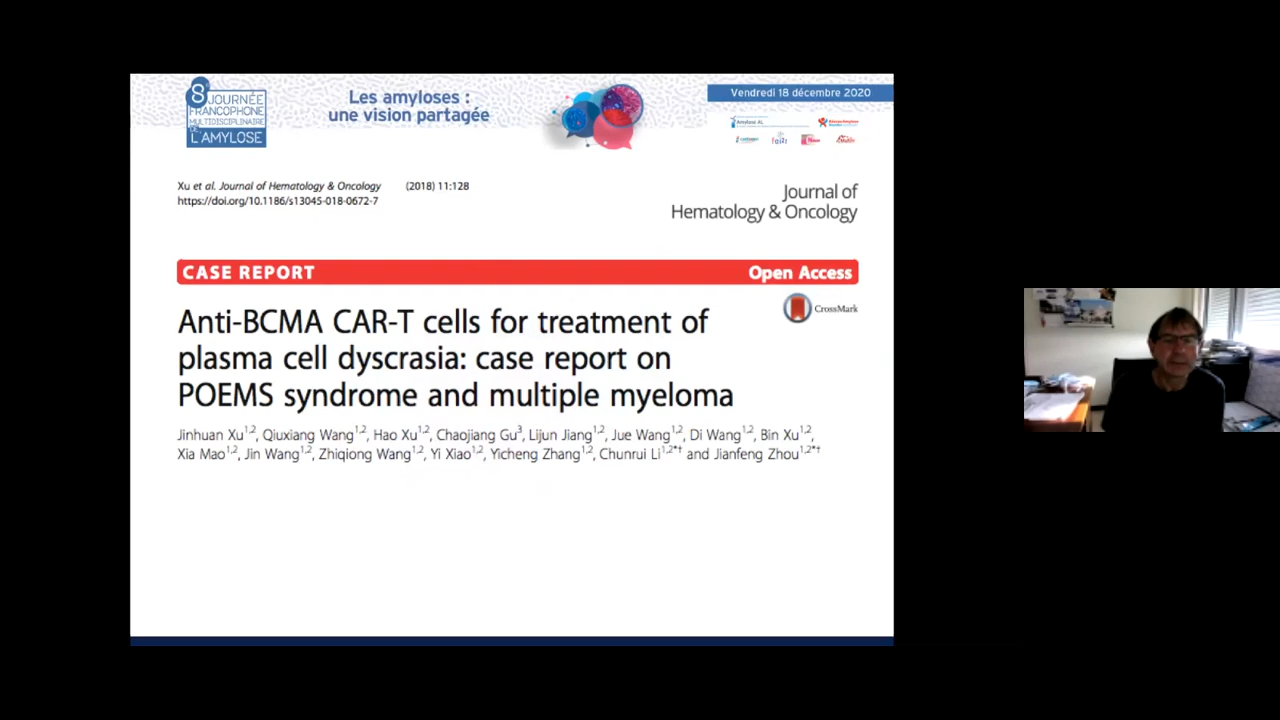 8e JOURNÉE
FRANCOPHONE
MULTIDISCIPLINAIRE
DE
L'AMYLOSE
Les amyloses :
une vision partagée
Vendredi 18 décembre 2020
Amylose AL
Xu et al. Journal of Hematology & Oncology (2018) 11:128
https://doi.org/10.1186/s13045-018-0672-7
Journal of
Hematology & Oncology
CASE REPORT Open Access
CrossMark
Anti-BCMA CAR-T cells for treatment of
plasma cell dyscrasia: case report on
POEMS syndrome and multiple myeloma
Jinhuan Xu1,2, Qiuxiang Wang1,2, Hao Xu1,2, Chaojiang Gu3, Lijun Jiang1,2, Jue Wang1,2, Di Wang1,2, Bin Xu1,2,
Xia Mao1,2, Jin Wang1,2, Zhiqiong Wang1,2, Yi Xiao1,2, Yicheng Zhang1,2, Chunrui Li1,2*† and Jianfeng Zhou1,2*†